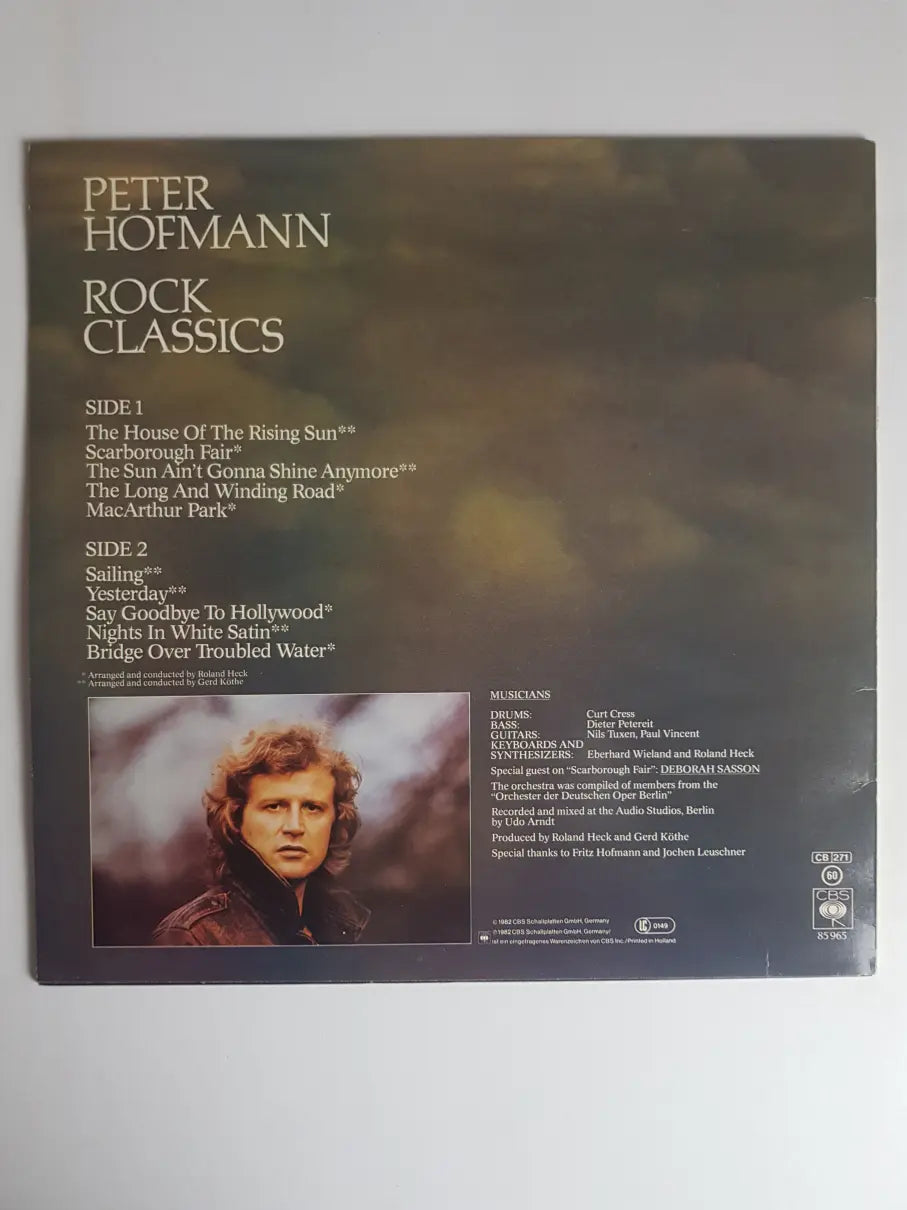 PETER
HOFMANN
ROCK
CLASSICS
SIDE 1
The House Of The Rising Sun**
Scarborough Fair*
The Sun Ain't Gonna Shine Anymore**
The Long And Winding Road*
MacArthur Park*
SIDE 2
Sailing**
Yesterday**
Say Goodbye To Hollywood*
Nights In White Satin**
Bridge Over Troubled Water*
* Arranged and conducted by Roland Heck
** Arranged and conducted by Gerd Köthe
MUSICIANS
DRUMS: Curt Cress
BASS: Dieter Petereit
GUITARS: Nils Tuxen, Paul Vincent
KEYBOARDS AND
SYNTHESIZERS: Eberhard Wieland and Roland Heck
Special guest on "Scarborough Fair": DEBORAH SASSON
The orchestra was compiled of members from the
"Orchester der Deutschen Oper Berlin"
Recorded and mixed at the Audio Studios, Berlin
by Udo Arndt
Produced by Roland Heck and Gerd Köthe
Special thanks to Fritz Hofmann and Jochen Leuschner
© 1982 CBS Schallplatten GmbH, Germany
℗ 1982 CBS Schallplatten GmbH, Germany/
CBS ist ein eingetragenes Warenzeichen von CBS Inc./Printed in Holland
LC 0149
CB 271
60
CBS
85965